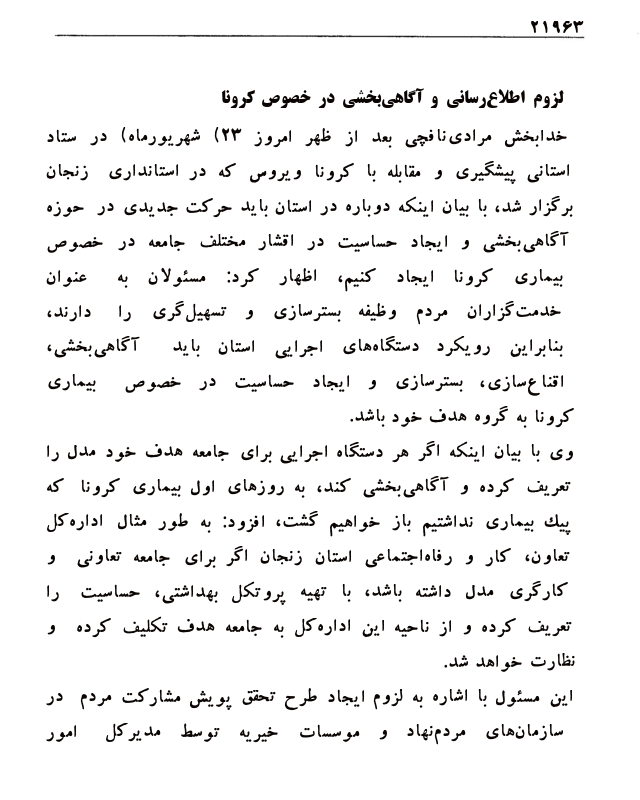 ۲۱۹۶۳
لزوم اطلاع‌رسانی و آگاهی‌بخشی در خصوص کرونا
خدابخش مرادی‌نافچی بعد از ظهر امروز ۲۳) شهریورماه) در ستاد
استانی پیشگیری و مقابله با کرونا ویروس که در استانداری زنجان
برگزار شد، با بیان اینکه دوباره در استان باید حرکت جدیدی در حوزه
آگاهی‌بخشی و ایجاد حساسیت در اقشار مختلف جامعه در خصوص
بیماری کرونا ایجاد کنیم، اظهار کرد: مسئولان به عنوان
خدمت‌گزاران مردم وظیفه بسترسازی و تسهیل‌گری را دارند،
بنابراین رویکرد دستگاه‌های اجرایی استان باید آگاهی‌بخشی،
اقناع‌سازی، بسترسازی و ایجاد حساسیت در خصوص بیماری
کرونا به گروه هدف خود باشد.
وی با بیان اینکه اگر هر دستگاه اجرایی برای جامعه هدف خود مدل را
تعریف کرده و آگاهی‌بخشی کند، به روزهای اول بیماری کرونا که
پیك بیماری نداشتیم باز خواهیم گشت، افزود: به طور مثال اداره‌کل
تعاون، کار و رفاه‌اجتماعی استان زنجان اگر برای جامعه تعاونی و
کارگری مدل داشته باشد، با تهیه پروتکل بهداشتی، حساسیت را
تعریف کرده و از ناحیه این اداره‌کل به جامعه هدف تکلیف کرده و
نظارت خواهد شد.
این مسئول با اشاره به لزوم ایجاد طرح تحقق پویش مشارکت مردم در
سازمان‌های مردم‌نهاد و موسسات خیریه توسط مدیرکل امور